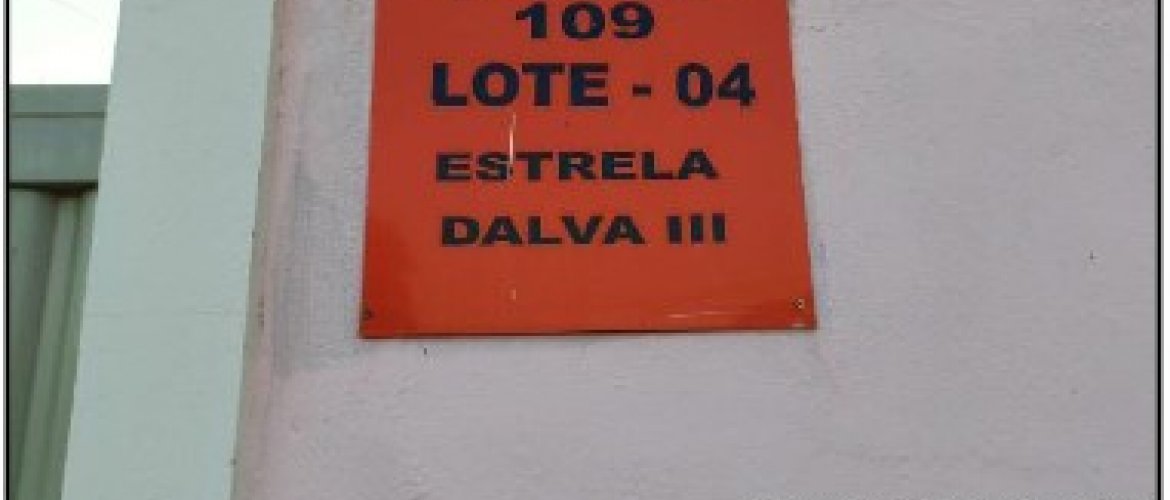 109
LOTE - 04
ESTRELA
DALVA III